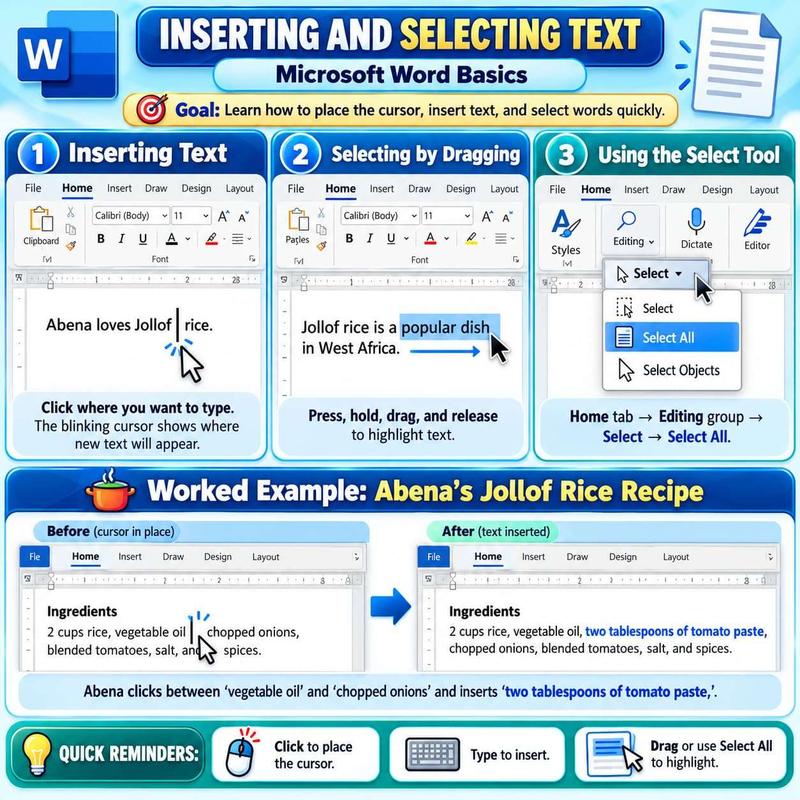 W
INSERTING AND SELECTING TEXT
Microsoft Word Basics
Goal: Learn how to place the cursor, insert text, and select words quickly.
1 Inserting Text
File Home Insert Draw Design Layout
Calibri (Body) 11 A A
Clipboard
B I U A
Font
1 28
Abena loves Jollof rice.
Click where you want to type.
The blinking cursor shows where
new text will appear.
2 Selecting by Dragging
File Home Insert Draw Design Layout
Calibri (Body) 11 A A
Pațles
B I U A
Font
1 28
Jollof rice is a popular dish
in West Africa.
Press, hold, drag, and release
to highlight text.
3 Using the Select Tool
File Home Insert Draw Design Layout
Styles Editing Dictate Editor
Select
Select
Select All
Select Objects
28
Home tab → Editing group →
Select → Select All.
Worked Example: Abena's Jollof Rice Recipe
Before (cursor in place)
Fle Home Insert Draw Design Layout
Ingredients
2 cups rice, vegetable oil chopped onions,
blended tomatoes, salt, and spices.
After (text inserted)
File Home Insert Draw Design Layout
Ingredients
2 cups rice, vegetable oil, two tablespoons of tomato paste,
chopped onions, blended tomatoes, salt, and spices.
Abena clicks between 'vegetable oil' and 'chopped onions' and inserts 'two tablespoons of tomato paste,'.
QUICK REMINDERS:
Click to place
the cursor.
Type to insert.
Drag or use Select All
to highlight.